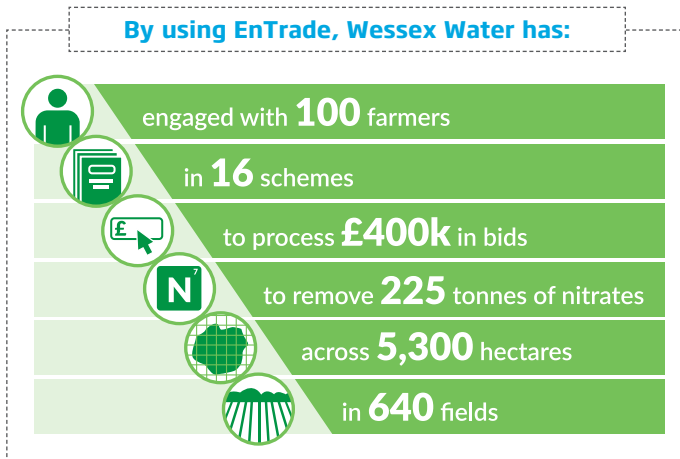 By using EnTrade, Wessex Water has:
engaged with 100 farmers
in 16 schemes
£
to process £400k in bids
N 7
to remove 225 tonnes of nitrates
across 5,300 hectares
in 640 fields